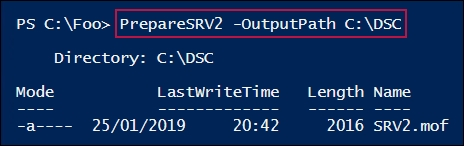 PS C:\Foo> PrepareSRV2 -OutputPath C:\DSC
Directory: C:\DSC
Mode LastWriteTime Length Name
---- ------------- ------ ----
-a---- 25/01/2019 20:42 2016 SRV2.mof